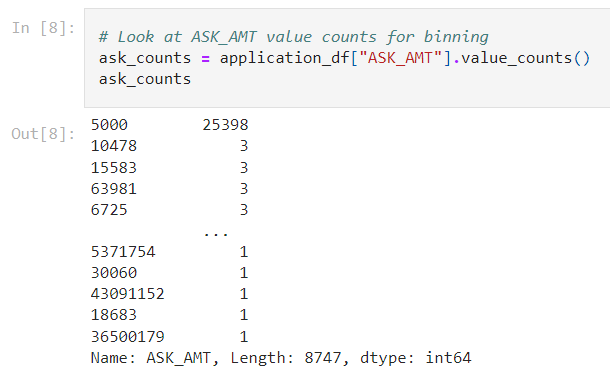 In [8]:
# Look at ASK_AMT value counts for binning
ask_counts = application_df["ASK_AMT"].value_counts()
ask_counts
Out[8]:
5000 25398
10478 3
15583 3
63981 3
6725 3
...
5371754 1
30060 1
43091152 1
18683 1
36500179 1
Name: ASK_AMT, Length: 8747, dtype: int64